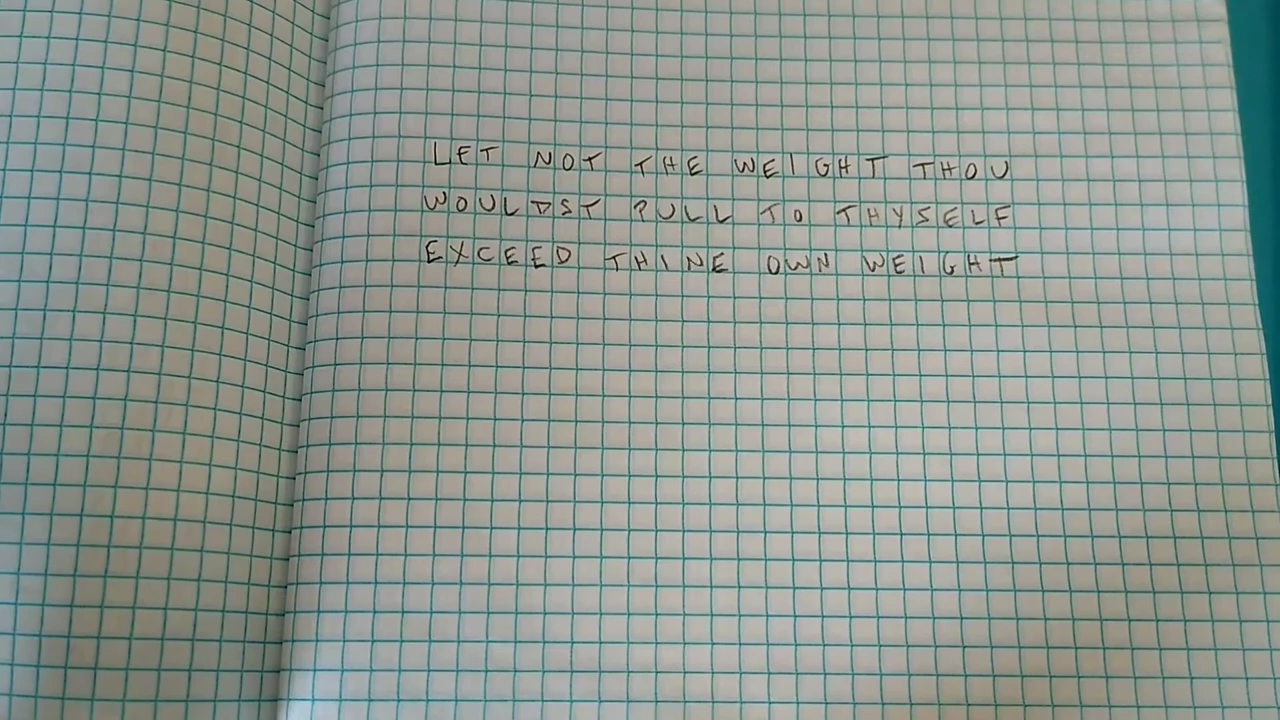 LET NOT THE WEIGHT THOU
WOULDST PULL TO THYSELF
EXCEED THINE OWN WEIGHT